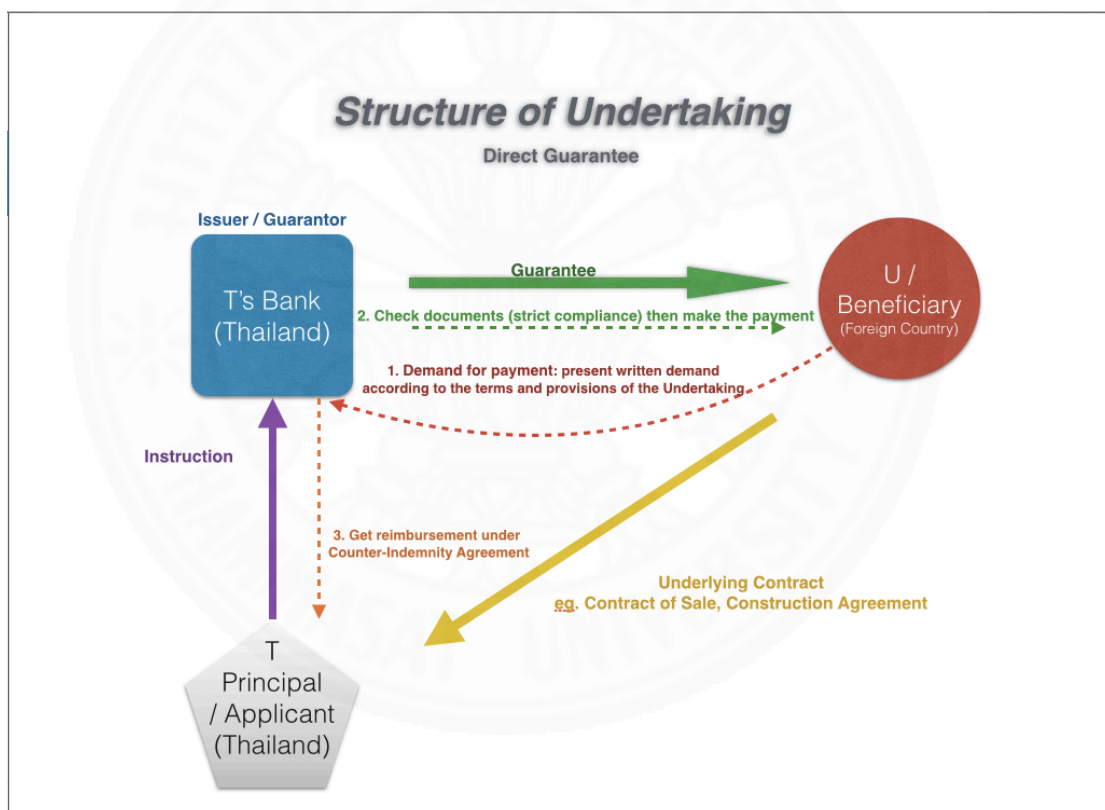 Structure of Undertaking
Direct Guarantee
Issuer / Guarantor
T's Bank
(Thailand)
Guarantee
2. Check documents (strict compliance) then make the payment
U /
Beneficiary
(Foreign Country)
1. Demand for payment: present written demand
according to the terms and provisions of the Undertaking
Instruction
3. Get reimbursement under
Counter-Indemnity Agreement
Underlying Contract
eg. Contract of Sale, Construction Agreement
T
Principal
/ Applicant
(Thailand)
UNIVERSITY